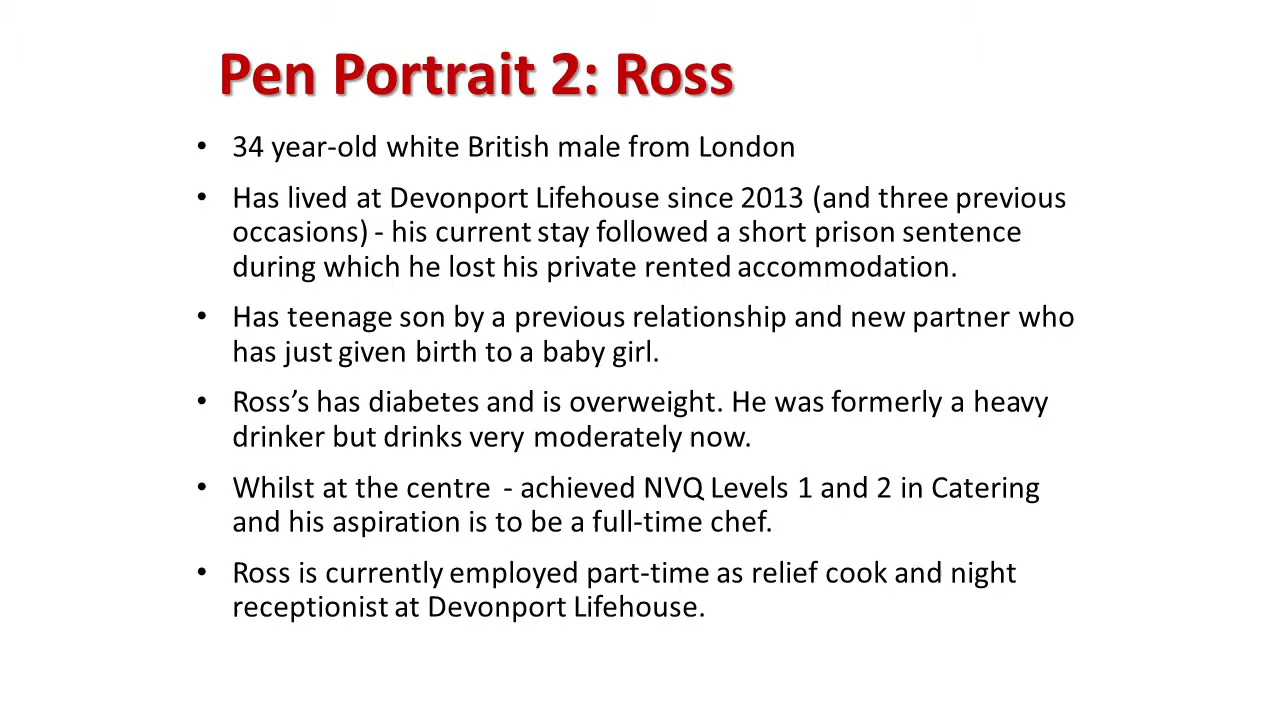 Pen Portrait 2: Ross
• 34 year-old white British male from London
• Has lived at Devonport Lifehouse since 2013 (and three previous
occasions) - his current stay followed a short prison sentence
during which he lost his private rented accommodation.
• Has teenage son by a previous relationship and new partner who
has just given birth to a baby girl.
• Ross’s has diabetes and is overweight. He was formerly a heavy
drinker but drinks very moderately now.
• Whilst at the centre - achieved NVQ Levels 1 and 2 in Catering
and his aspiration is to be a full-time chef.
• Ross is currently employed part-time as relief cook and night
receptionist at Devonport Lifehouse.